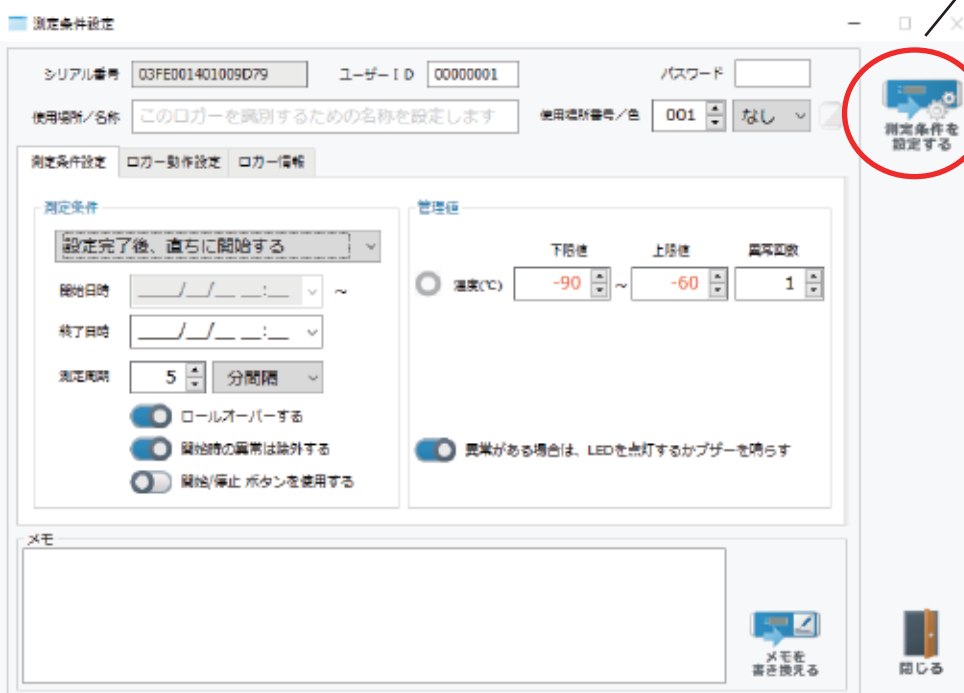 測定条件設定
シリアル番号 03FE001401009D79 ユーザーID 00000001 パスワード
使用場所/名称 このロガーを識別するための名称を設定します 使用場所番号/色 001 なし
測定条件を
設定する
測定条件設定 ロガー動作設定 ロガー情報
測定条件 管理値
設定完了後、直ちに開始する
下限値 上限値 異常回数
開始日時 ____/__/__ __:__ ~
温度(℃) -90 ~ -60 1
終了日時 ____/__/__ __:__
測定周期 5 分間隔
ロールオーバーする
開始時の異常は除外する
異常がある場合は、LEDを点灯するかブザーを鳴らす
開始/停止 ボタンを使用する
メモ
メモを
書き換える
閉じる